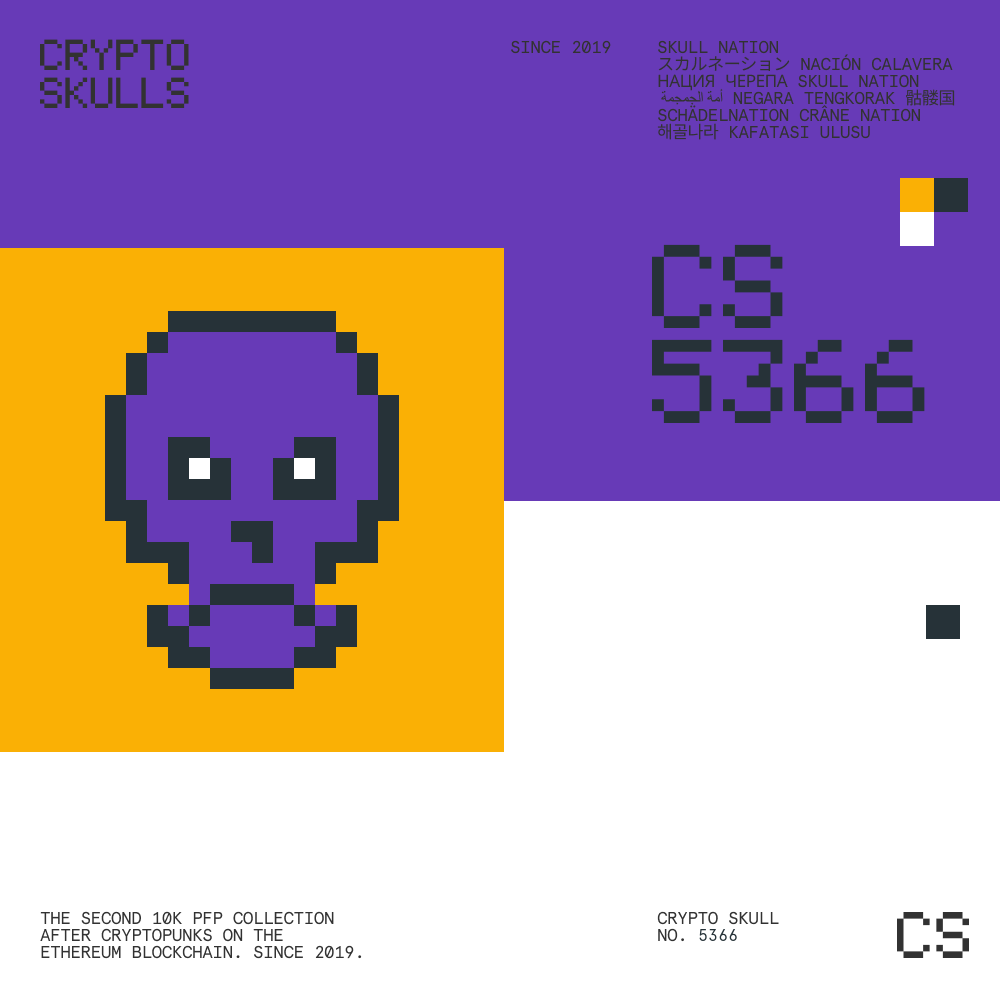 CRYPTO
SKULLS
SINCE 2019
SKULL NATION
スカルネーション NACIÓN CALAVERA
НАЦИЯ ЧЕРЕПА SKULL NATION
أمة الجمجمة NEGARA TENGKORAK 骷髅国
SCHÄDELNATION CRÂNE NATION
해골나라 KAFATASI ULUSU
CS
5366
THE SECOND 10K PFP COLLECTION
AFTER CRYPTOPUNKS ON THE
ETHEREUM BLOCKCHAIN. SINCE 2019.
CRYPTO SKULL
NO. 5366
CS